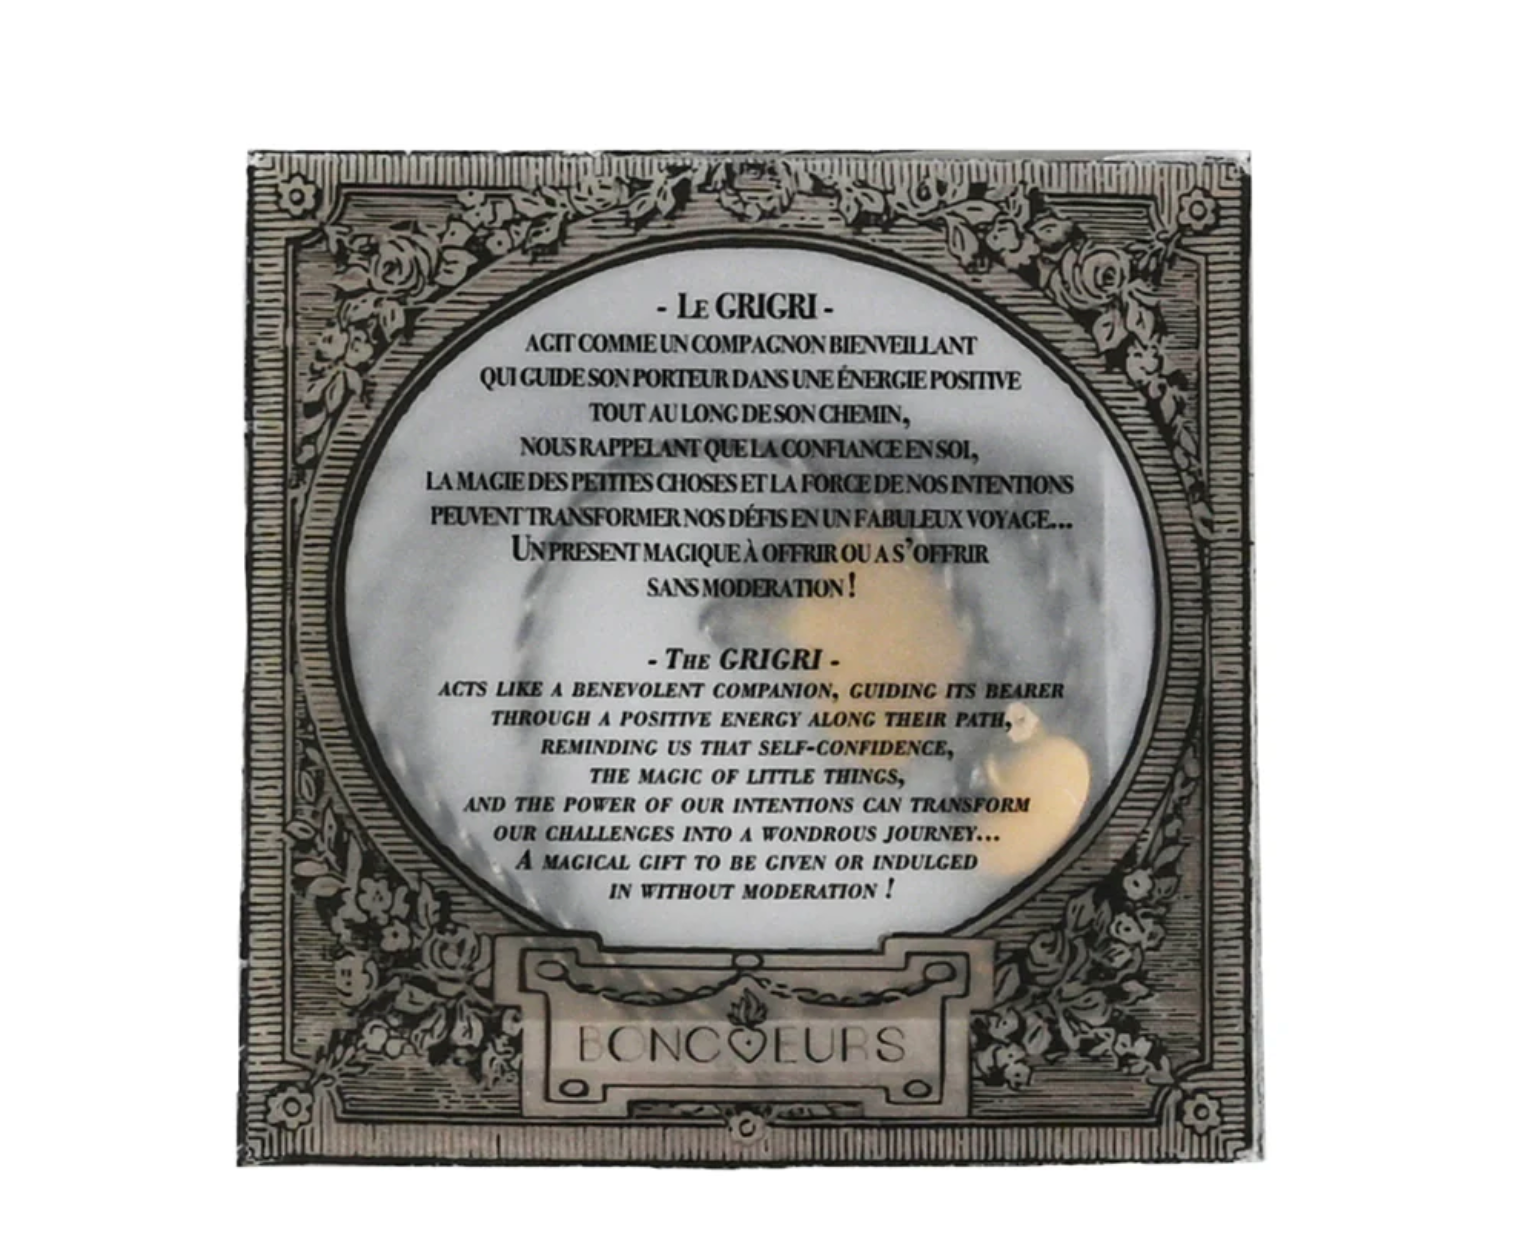 - Le GRIGRI -
AGIT COMME UN COMPAGNON BIENVEILLANT
QUI GUIDE SON PORTEUR DANS UNE ÉNERGIE POSITIVE
TOUT AU LONG DE SON CHEMIN,
NOUS RAPPELANT QUE LA CONFIANCE EN SOI,
LA MAGIE DES PETITES CHOSES ET LA FORCE DE NOS INTENTIONS
PEUVENT TRANSFORMER NOS DÉFIS EN UN FABULEUX VOYAGE...
UN PRESENT MAGIQUE À OFFRIR OU A S'OFFRIR
SANS MODERATION !
- THE GRIGRI -
ACTS LIKE A BENEVOLENT COMPANION, GUIDING ITS BEARER
THROUGH A POSITIVE ENERGY ALONG THEIR PATH,
REMINDING US THAT SELF-CONFIDENCE,
THE MAGIC OF LITTLE THINGS,
AND THE POWER OF OUR INTENTIONS CAN TRANSFORM
OUR CHALLENGES INTO A WONDROUS JOURNEY...
A MAGICAL GIFT TO BE GIVEN OR INDULGED
IN WITHOUT MODERATION !
BONCOEURS